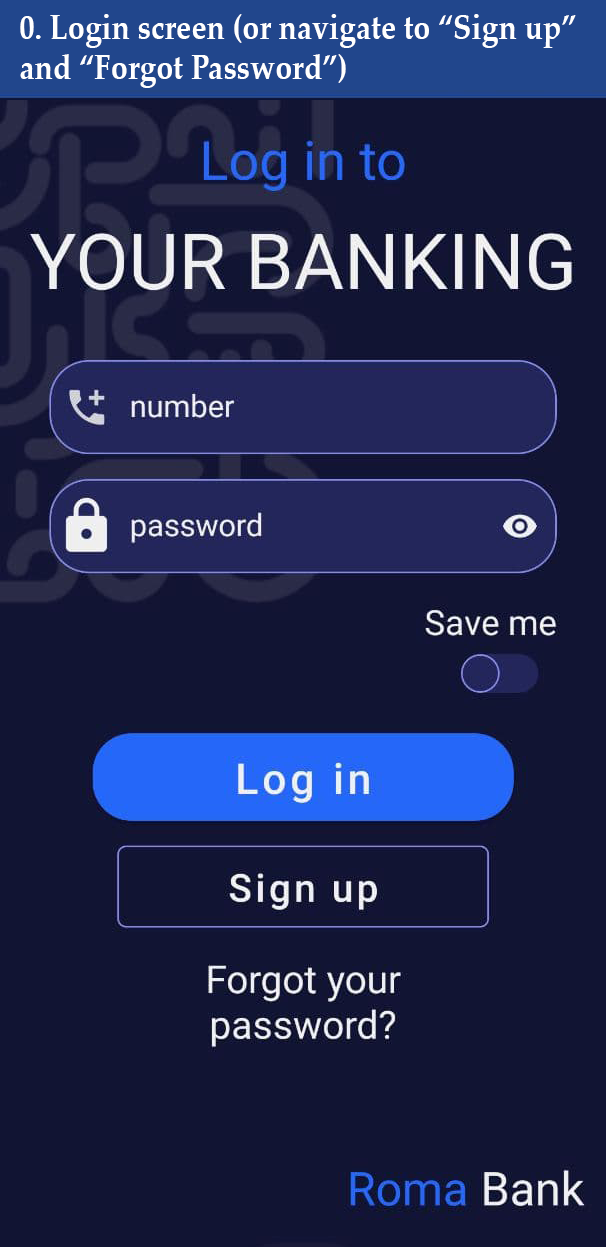 0. Login screen (or navigate to “Sign up”
and “Forgot Password”)
Log in to
YOUR BANKING
number
password
Save me
Log in
Sign up
Forgot your
password?
Roma Bank